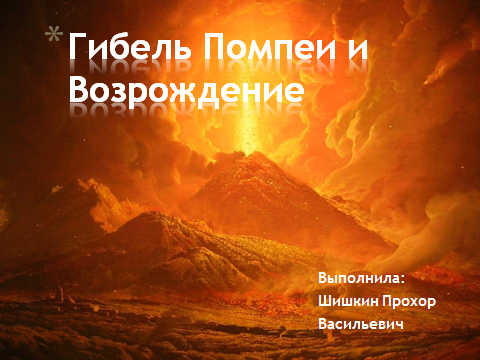 * Гибель Помпеи и
Возрождение
Выполнила:
Шишкин Прохор
Васильевич